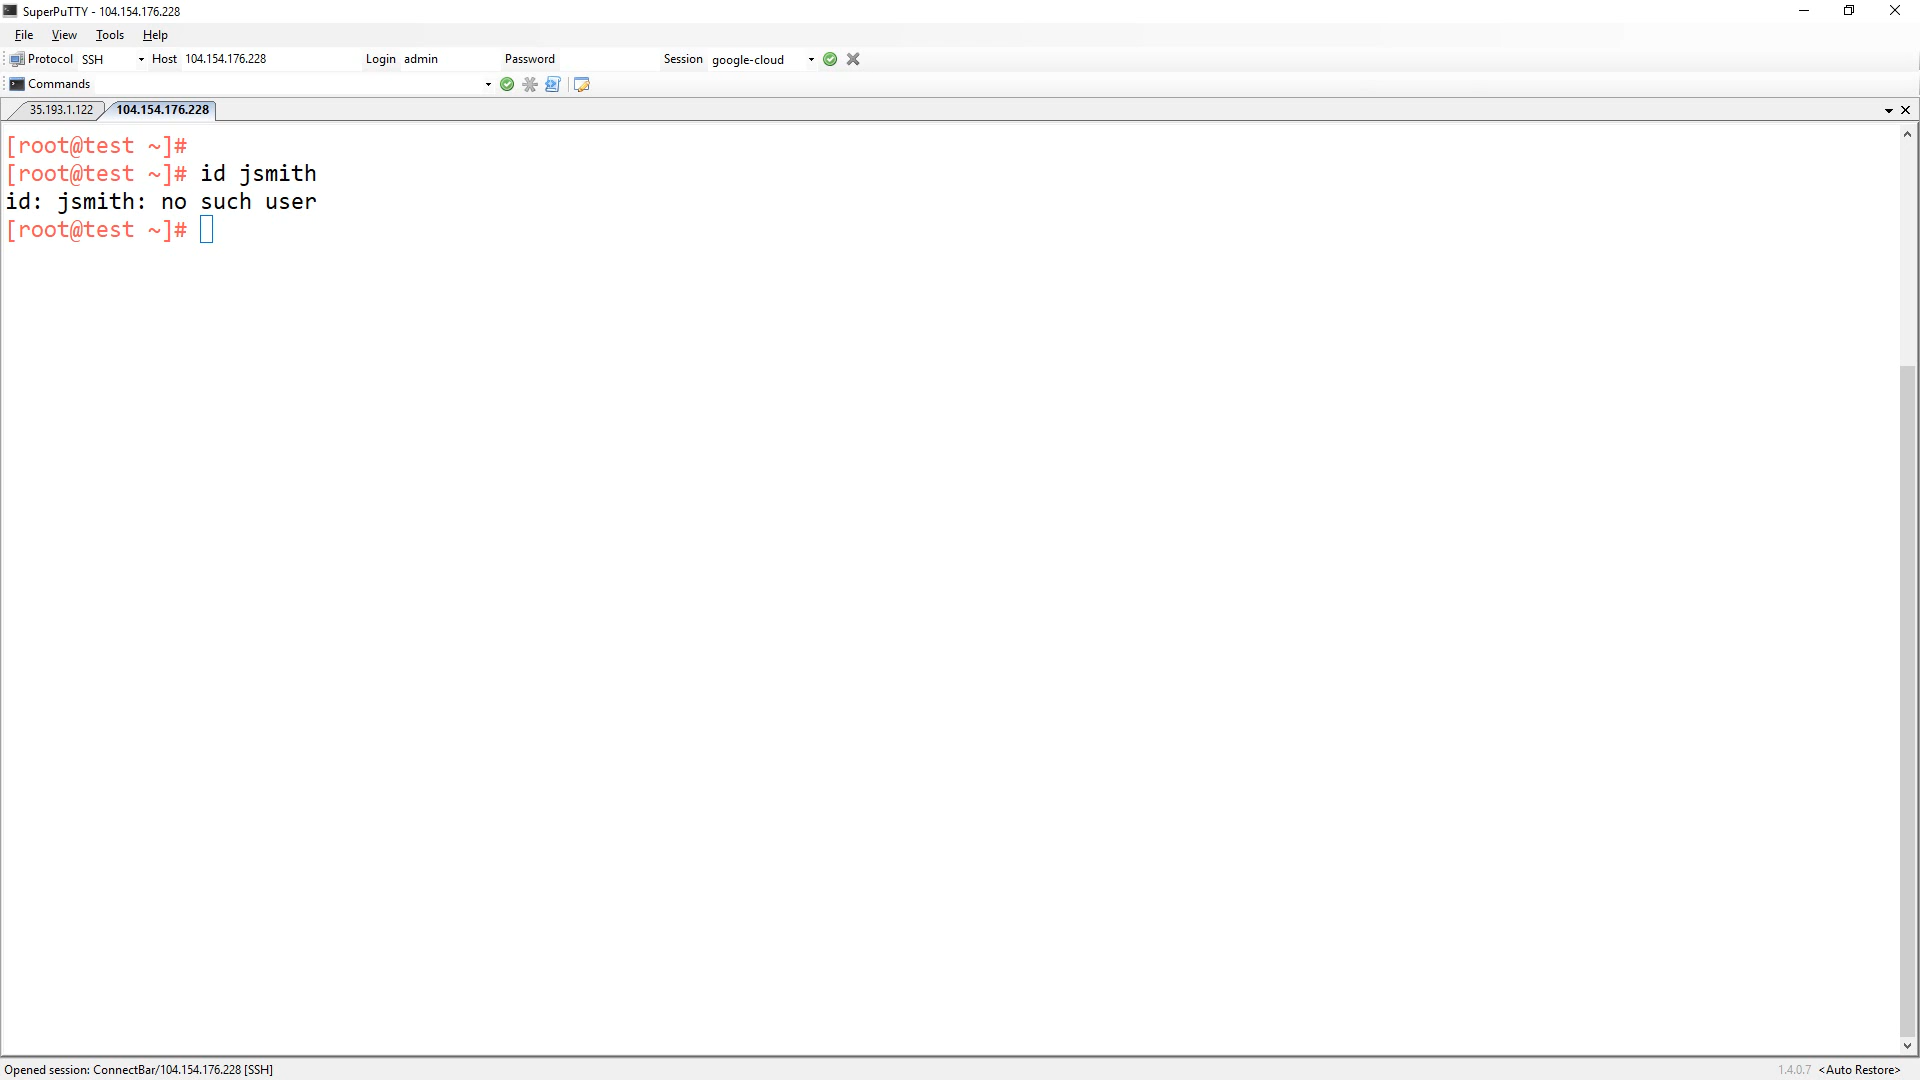 SuperPuTTY - 104.154.176.228
File View Tools Help
Protocol SSH Host 104.154.176.228 Login admin Password Session google-cloud
Commands
35.193.1.122 104.154.176.228
[root@test ~]#
[root@test ~]# id jsmith
id: jsmith: no such user
[root@test ~]#
Opened session: ConnectBar/104.154.176.228 [SSH] 1.4.0.7 <Auto Restore>